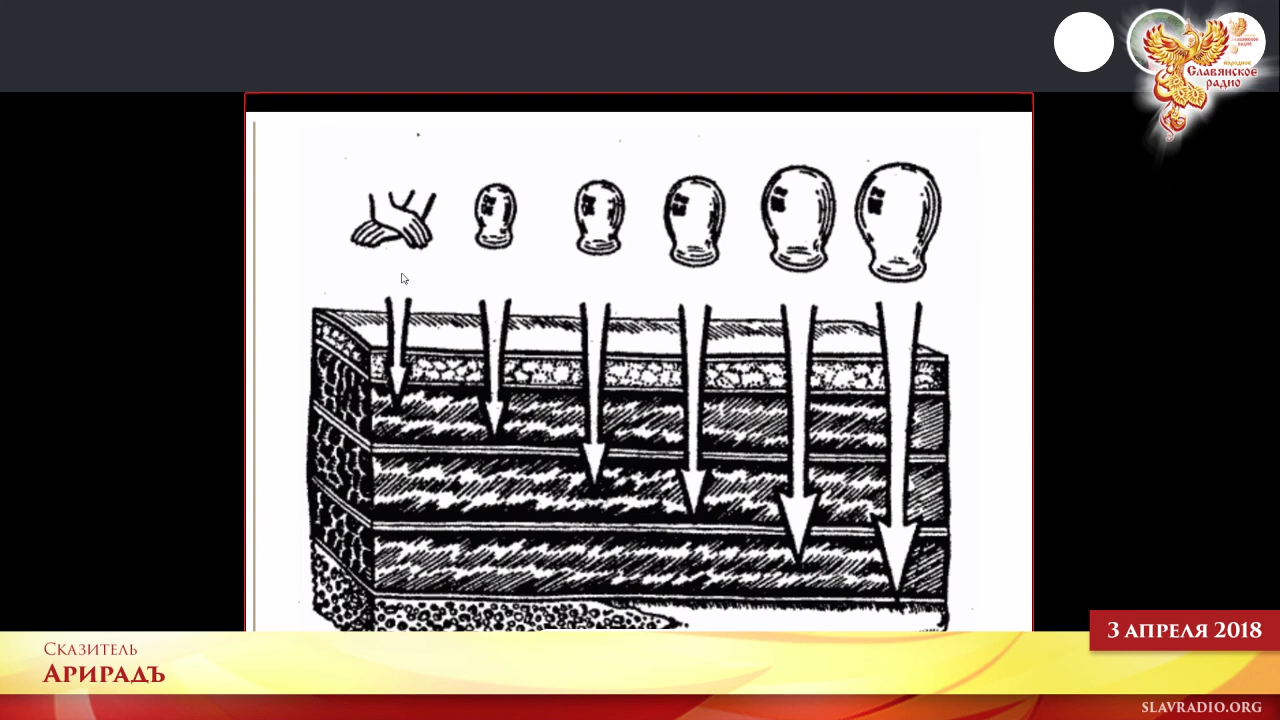 народное
Славянское
радио
3 апреля 2018
Сказитель
Арирадъ
slavradio.org